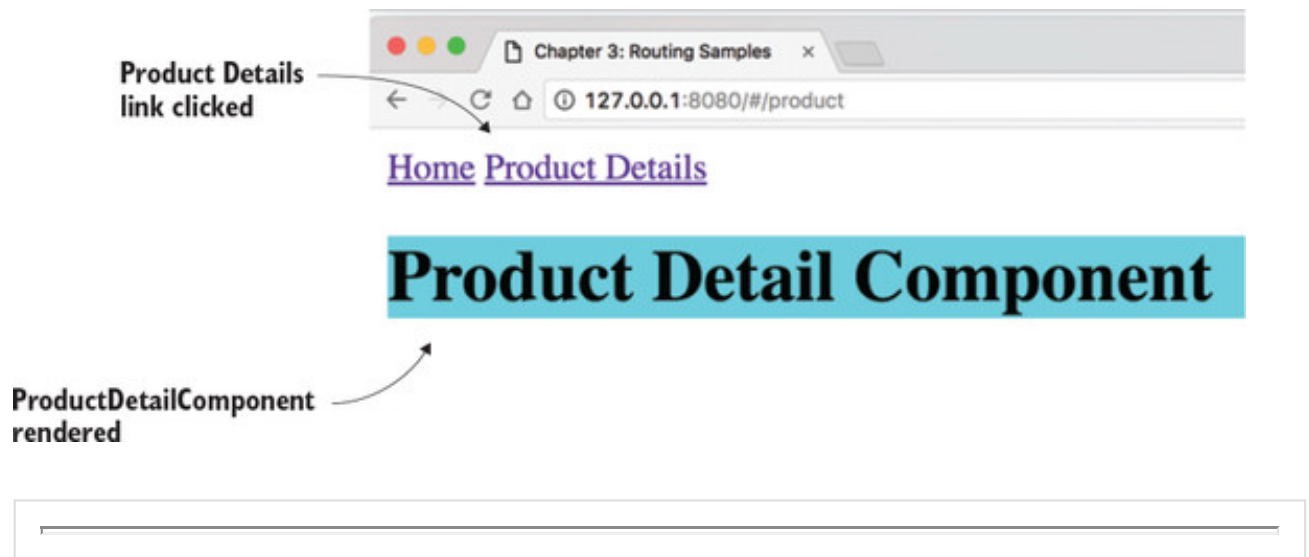 Chapter 3: Routing Samples
Product Details
link clicked
127.0.0.1:8080/#/product
Home Product Details
Product Detail Component
ProductDetailComponent
rendered